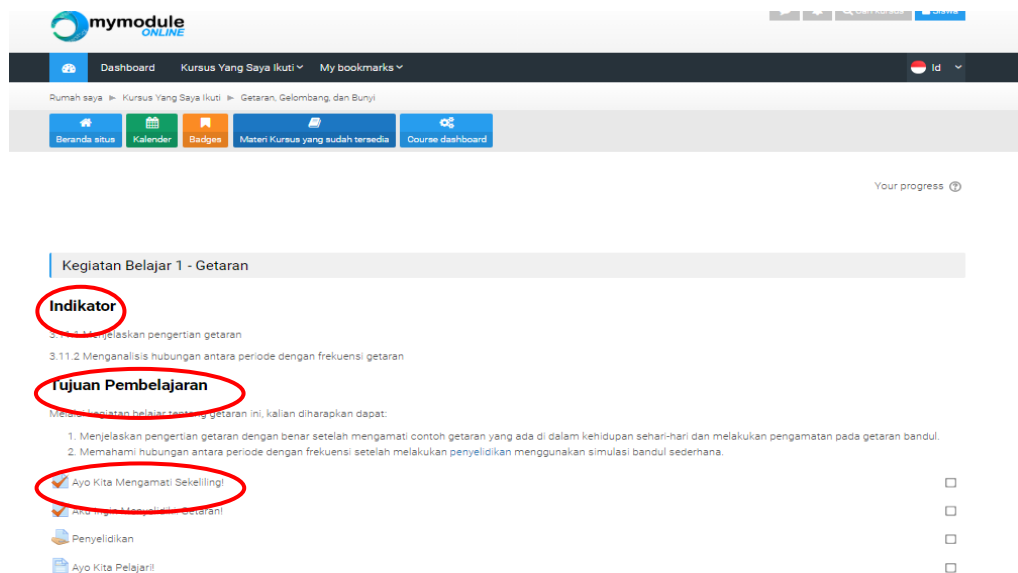 mymodule
ONLINE
Cari kursus Siswa
Dashboard Kursus Yang Saya Ikuti My bookmarks Id
Rumah saya ► Kursus Yang Saya Ikuti ► Getaran, Gelombang, dan Bunyi
Beranda situs Kalender Badges Materi Kursus yang sudah tersedia Course dashboard
Your progress
Kegiatan Belajar 1 - Getaran
Indikator
3.11.1 Menjelaskan pengertian getaran
3.11.2 Menganalisis hubungan antara periode dengan frekuensi getaran
Tujuan Pembelajaran
Melalui kegiatan belajar tentang getaran ini, kalian diharapkan dapat:
1. Menjelaskan pengertian getaran dengan benar setelah mengamati contoh getaran yang ada di dalam kehidupan sehari-hari dan melakukan pengamatan pada getaran bandul.
2. Memahami hubungan antara periode dengan frekuensi setelah melakukan penyelidikan menggunakan simulasi bandul sederhana.
Ayo Kita Mengamati Sekeliling!
Aku Ingin Menyelidiki Getaran!
Penyelidikan
Ayo Kita Pelajari!